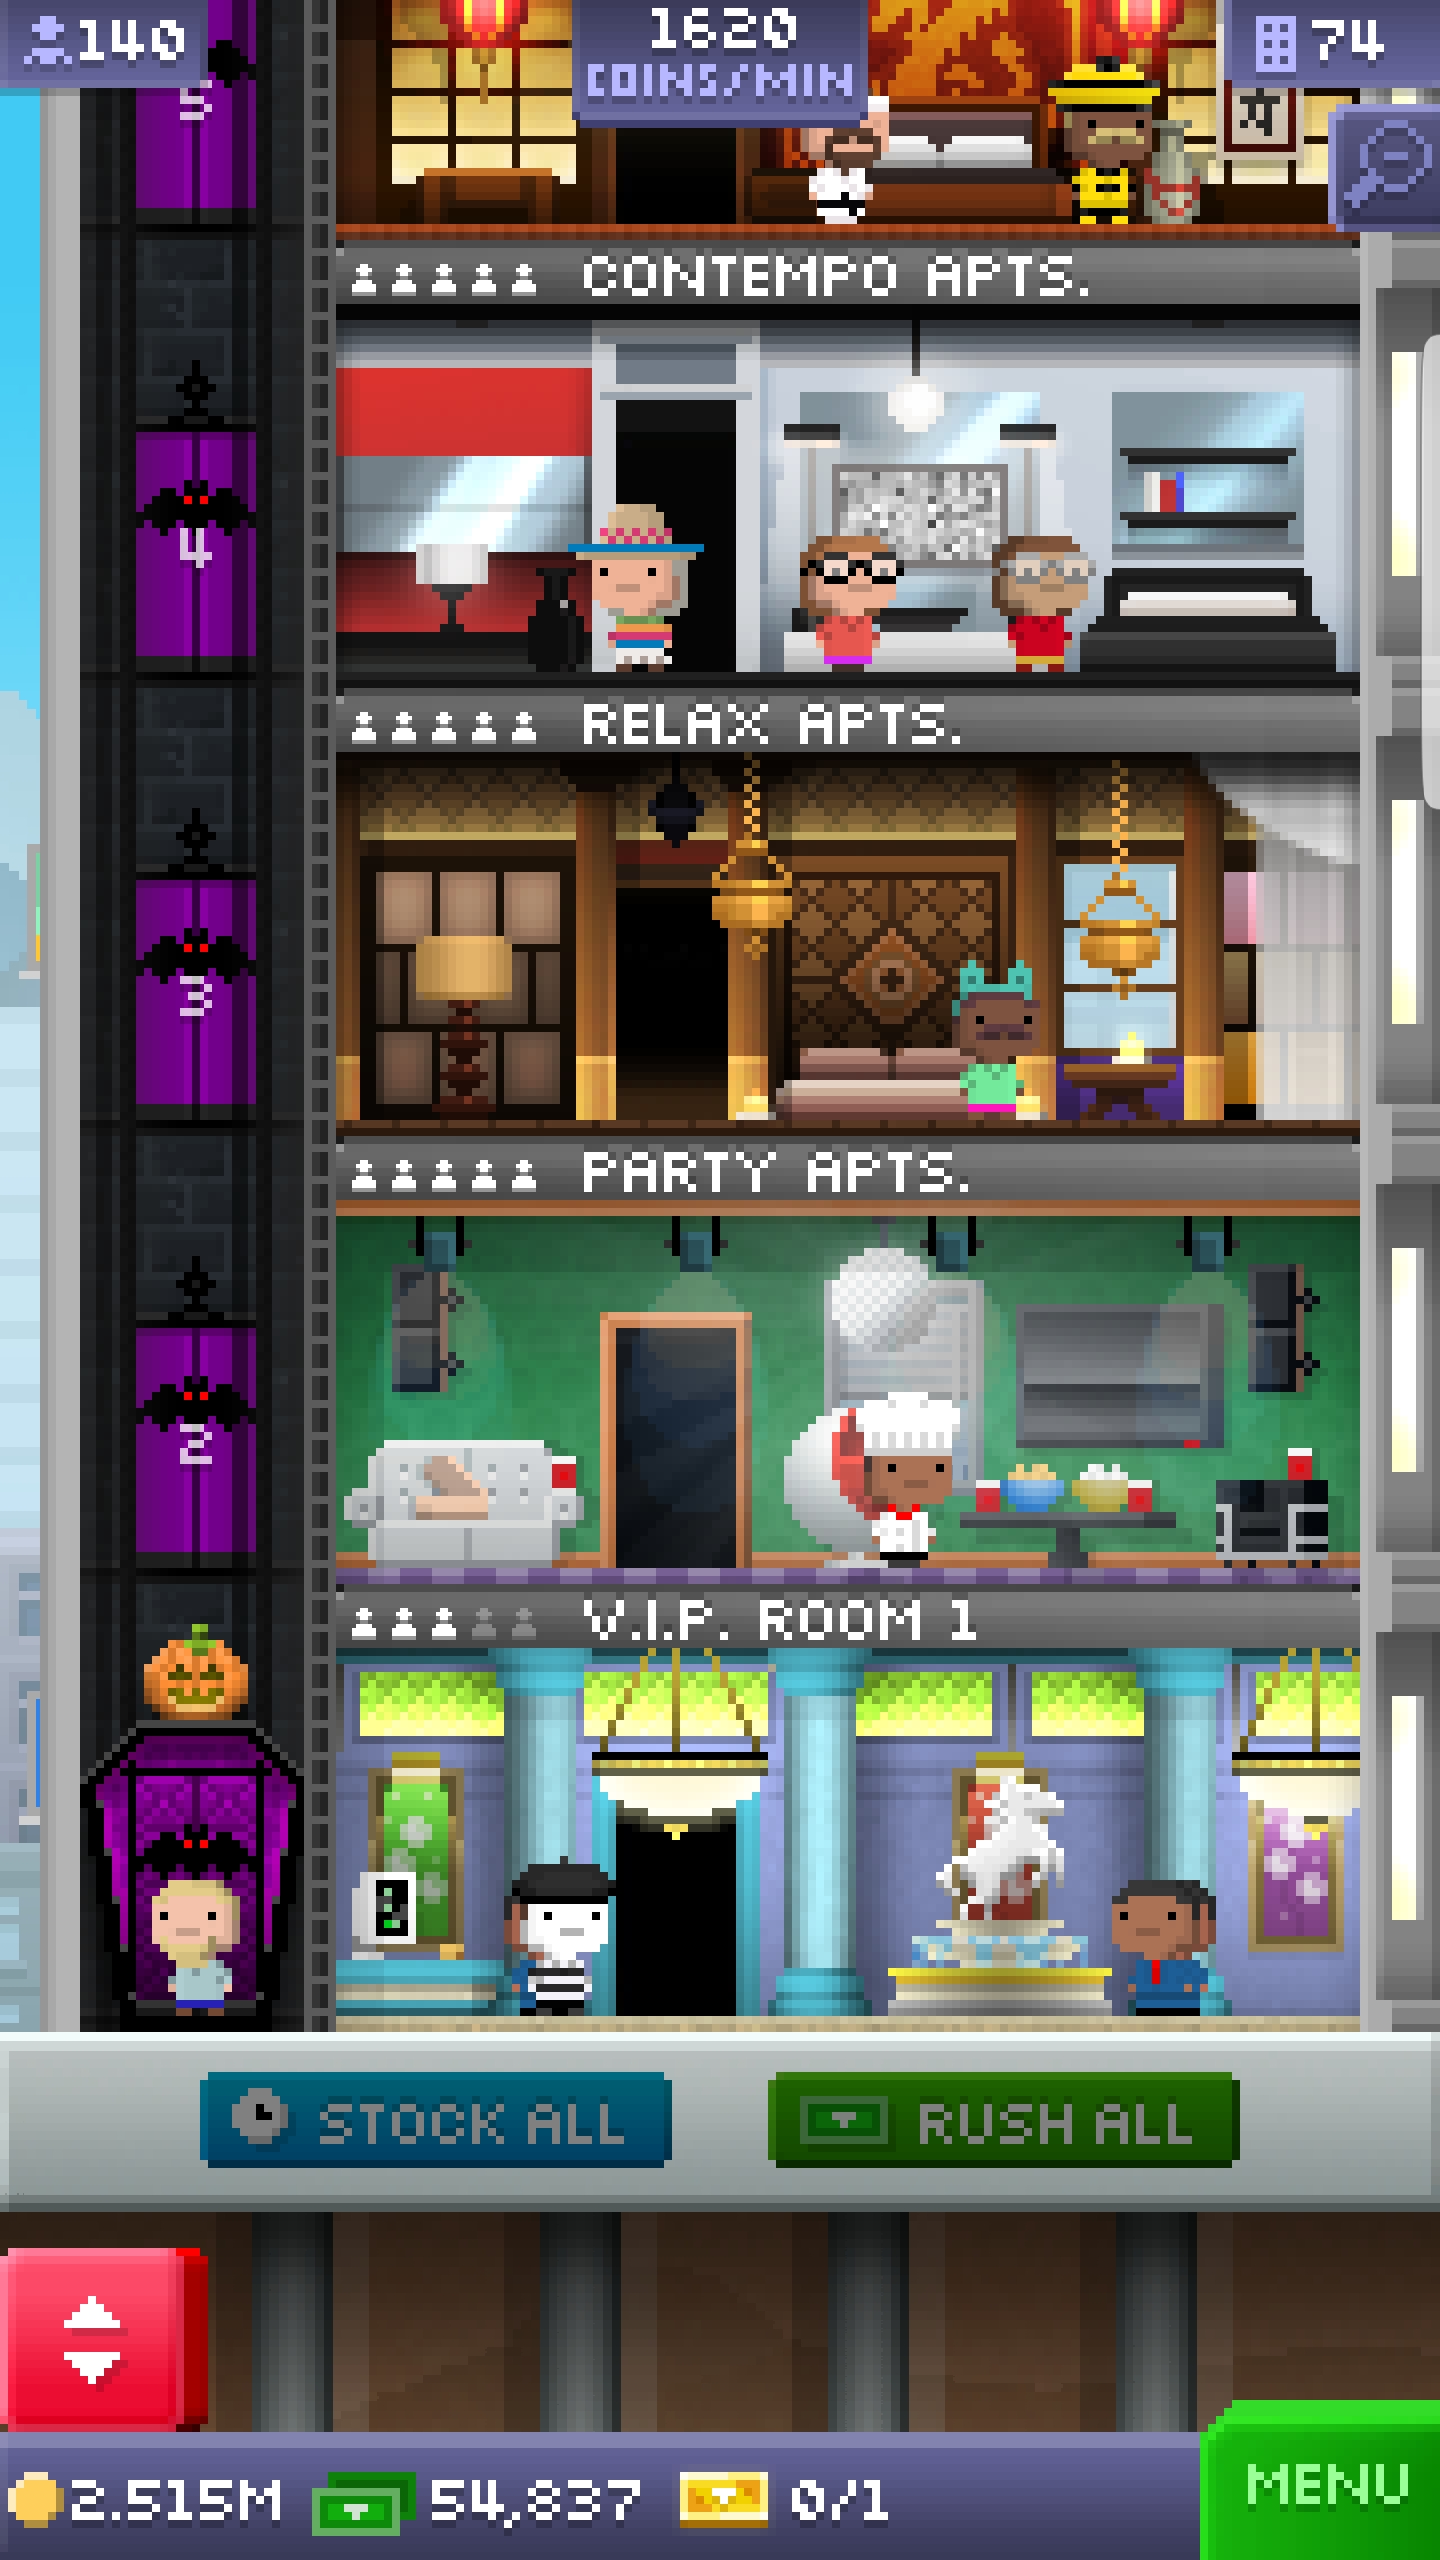 140
1620
COINS/MIN
74
5
CONTEMPO APTS.
4
RELAX APTS.
3
PARTY APTS.
2
V.I.P. ROOM 1
STOCK ALL
RUSH ALL
2.515M
54,837
0/1
MENU